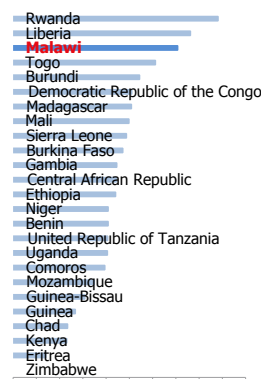 Rwanda
Liberia
Malawi
Togo
Burundi
Democratic Republic of the Congo
Madagascar
Mali
Sierra Leone
Burkina Faso
Gambia
Central African Republic
Ethiopia
Niger
Benin
United Republic of Tanzania
Uganda
Comoros
Mozambique
Guinea-Bissau
Guinea
Chad
Kenya
Eritrea
Zimbabwe